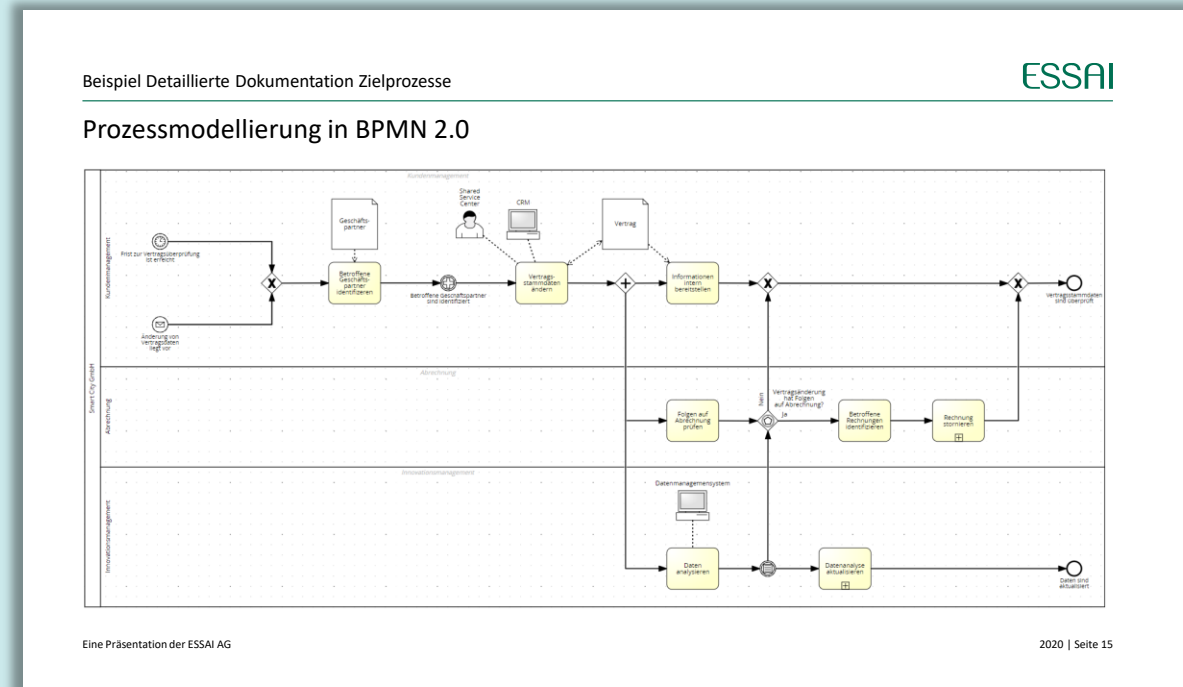 Beispiel Detaillierte Dokumentation Zielprozesse
ESSAI
Prozessmodellierung in BPMN 2.0
Smart City GmbH
Kundenmanagement
Kundenmanagement
Frist zur Vertragsüberprüfung
ist erreicht
Änderung von
Vertragsdaten
liegt vor
Geschäfts-
partner
Betroffene
Geschäfts-
partner
identifizieren
Betroffene Geschäftspartner
sind identifiziert
Shared
Service
Center
CRM
Vertrags-
stammdaten
ändern
Vertrag
Informationen
intern
bereitstellen
Vertragsstammdaten
sind überprüft
Abrechnung
Abrechnung
Folgen auf
Abrechnung
prüfen
Nein
Vertragsänderung
hat Folgen
auf Abrechnung?
Ja
Betroffene
Rechnungen
identifizieren
Rechnung
stornieren
Innovationsmanagement
Innovationsmanagement
Datenmanagemensystem
Daten
analysieren
Datenanalyse
aktualisieren
Daten sind
aktualisiert
Eine Präsentation der ESSAI AG
2020 | Seite 15